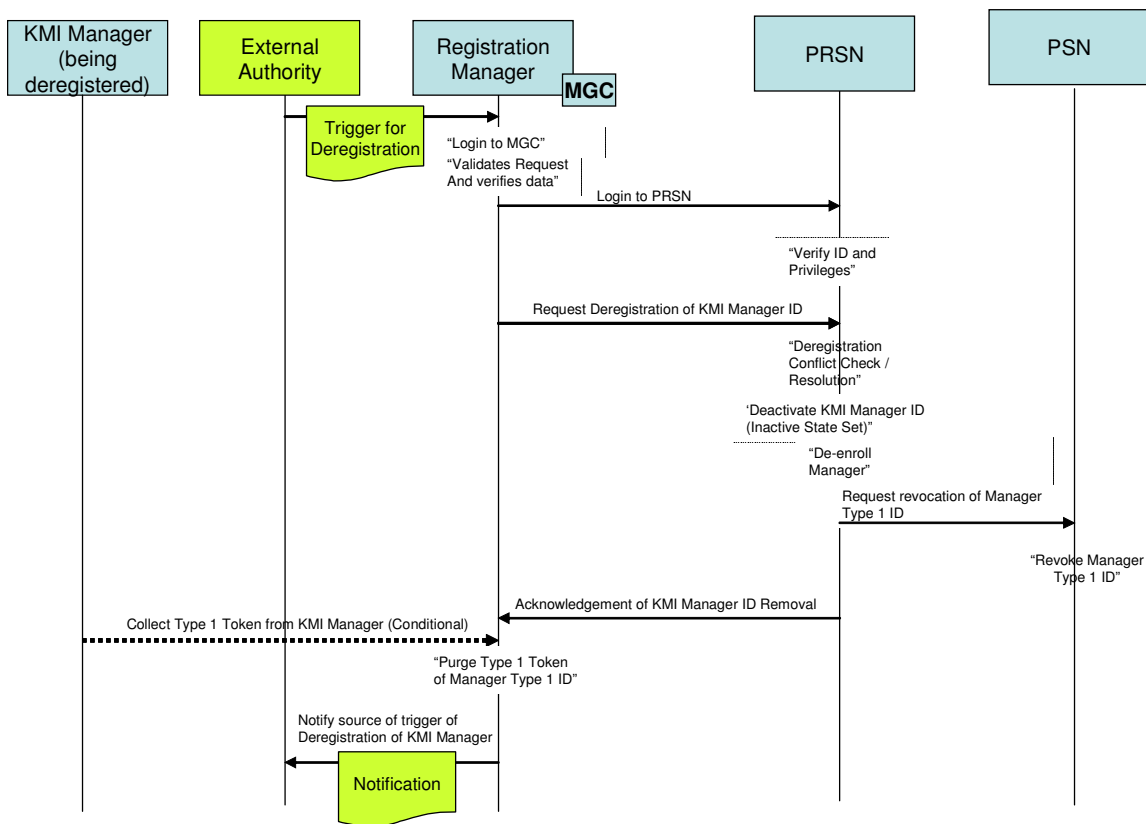 KMI Manager
(being
deregistered)
External
Authority
Registration
Manager
MGC
PRSN
PSN
Trigger for
Deregistration
“Login to MGC”
“Validates Request
And verifies data”
Login to PRSN
“Verify ID and
Privileges”
Request Deregistration of KMI Manager ID
“Deregistration
Conflict Check /
Resolution”
‘Deactivate KMI Manager ID
(Inactive State Set)”
“De-enroll
Manager”
Request revocation of Manager
Type 1 ID
“Revoke Manager
Type 1 ID”
Acknowledgement of KMI Manager ID Removal
Collect Type 1 Token from KMI Manager (Conditional)
“Purge Type 1 Token
of Manager Type 1 ID”
Notify source of trigger of
Deregistration of KMI Manager
Notification